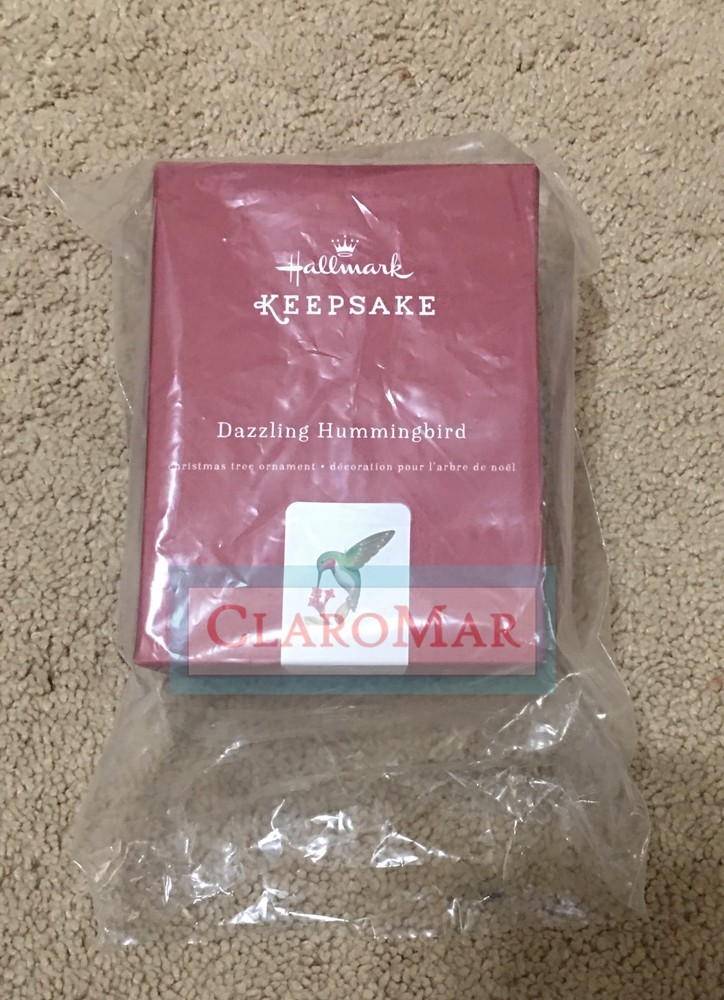 Hallmark
KEEPSAKE
Dazzling Hummingbird
christmas tree ornament • décoration pour l'arbre de noël
CLAROMAR